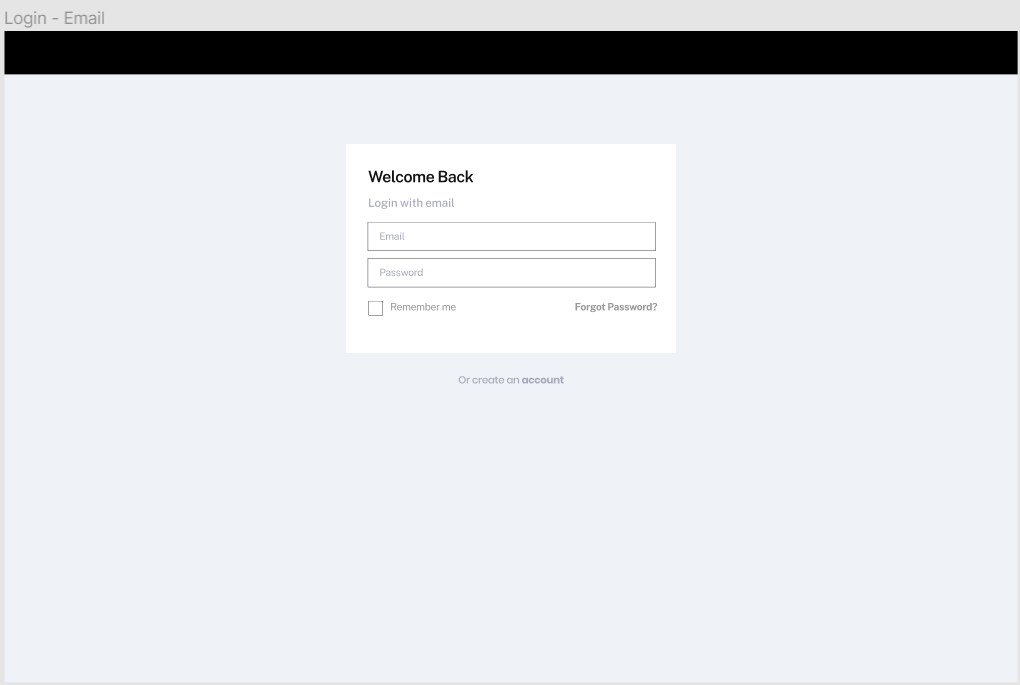 Login - Email
Welcome Back
Login with email
Email
Password
Remember me
Forgot Password?
Or create an account